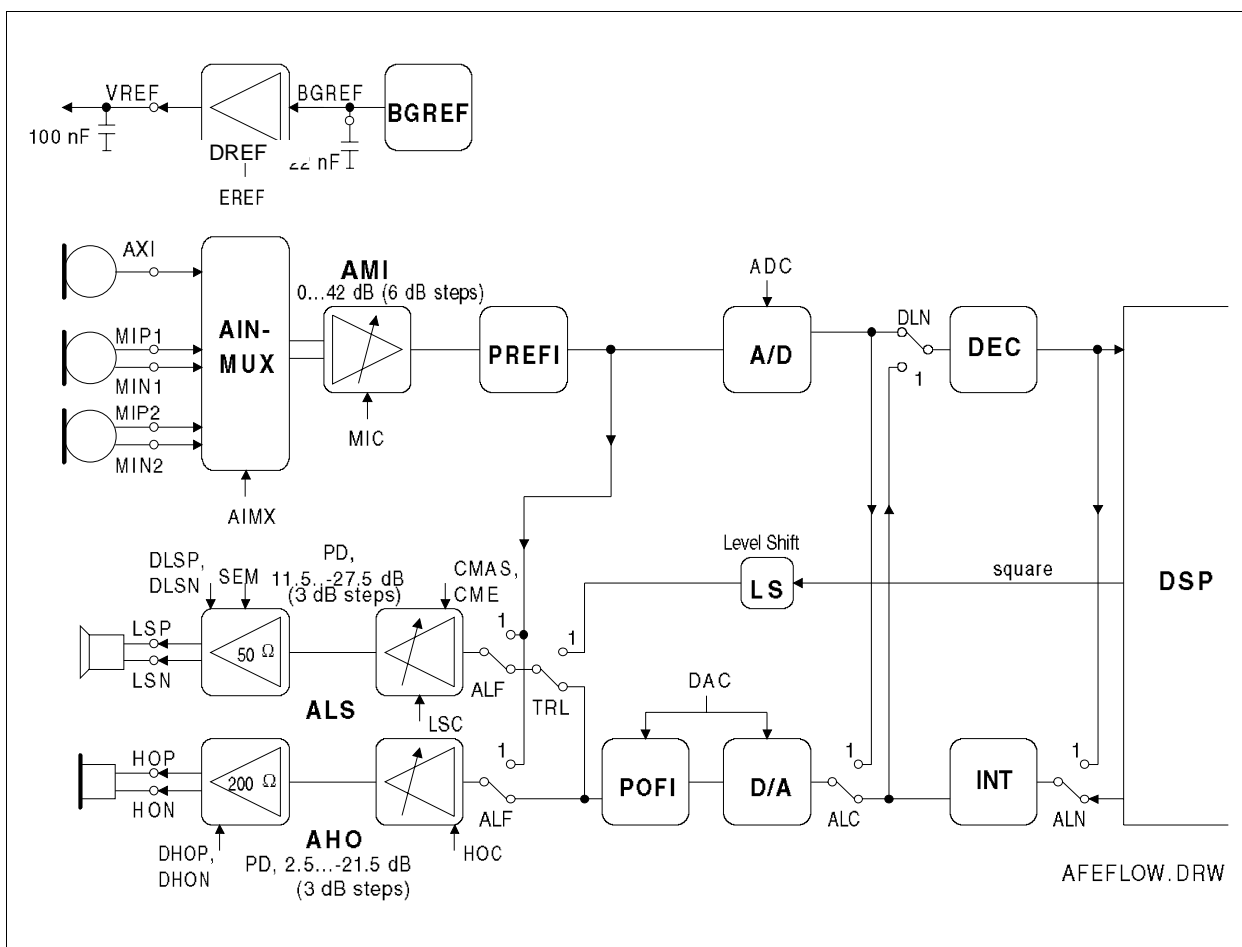 VREF
BGREF
BGREF
100 nF
DREF
22 nF
EREF
AXI
AMI
0...42 dB (6 dB steps)
ADC
MIP1
AIN-
MUX
PREFI
A/D
DLN
DEC
1
MIN1
MIP2
MIC
MIN2
AIMX
DLSP,
DLSN
SEM
PD,
11.5...-27.5 dB
(3 dB steps)
CMAS,
CME
Level Shift
LS
square
DSP
1
1
LSP
50 Ω
LSN
ALF
TRL
DAC
ALS
LSC
HOP
200 Ω
HON
1
POFI
D/A
1
INT
1
ALF
ALC
ALN
AHO
HOC
DHOP,
DHON
PD, 2.5...-21.5 dB
(3 dB steps)
AFEFLOW.DRW